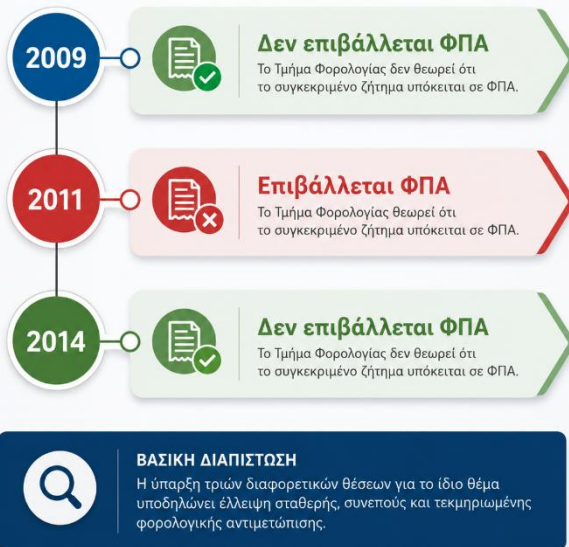 2009
Δεν επιβάλλεται ΦΠΑ
Το Τμήμα Φορολογίας δεν θεωρεί ότι
το συγκεκριμένο ζήτημα υπόκειται σε ΦΠΑ.
2011
Επιβάλλεται ΦΠΑ
Το Τμήμα Φορολογίας θεωρεί ότι
το συγκεκριμένο ζήτημα υπόκειται σε ΦΠΑ.
2014
Δεν επιβάλλεται ΦΠΑ
Το Τμήμα Φορολογίας δεν θεωρεί ότι
το συγκεκριμένο ζήτημα υπόκειται σε ΦΠΑ.
ΒΑΣΙΚΗ ΔΙΑΠΙΣΤΩΣΗ
Η ύπαρξη τριών διαφορετικών θέσεων για το ίδιο θέμα
υποδηλώνει έλλειψη σταθερής, συνεπούς και τεκμηριωμένης
φορολογικής αντιμετώπισης.